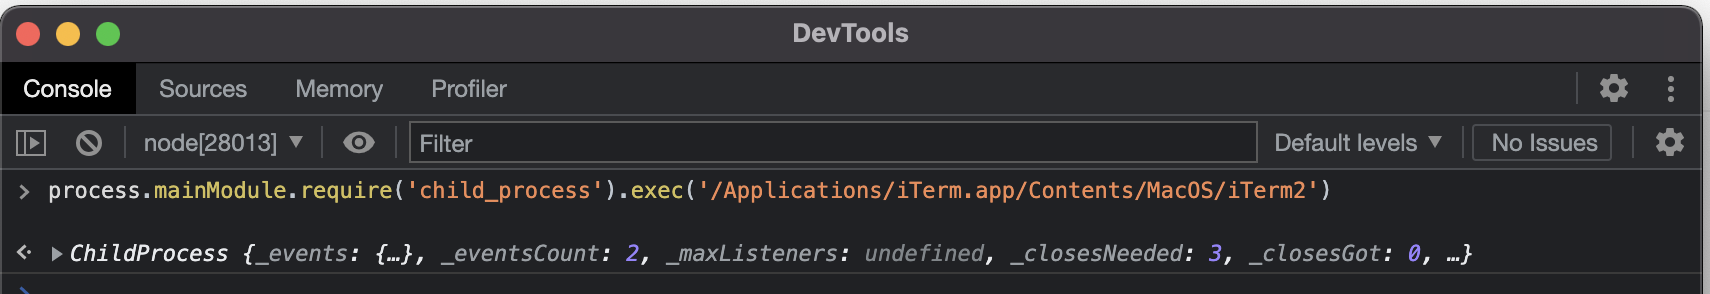 DevTools
Console Sources Memory Profiler
node[28013] ▼ Filter Default levels ▼ No Issues
> process.mainModule.require('child_process').exec('/Applications/iTerm.app/Contents/MacOS/iTerm2')
ChildProcess {_events: {…}, _eventsCount: 2, _maxListeners: undefined, _closesNeeded: 3, _closesGot: 0, …}